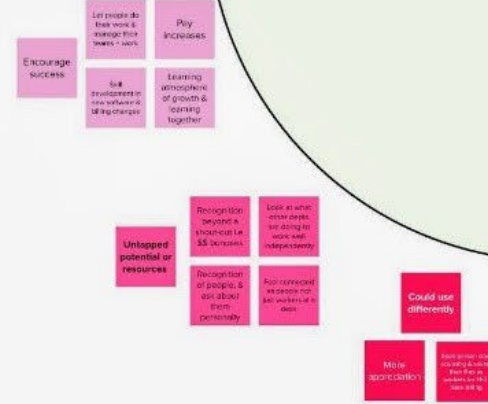 Let people do
their work &
manage their
teams - work
Pay
increases
Encourage
success
Skill
development in
new software &
billing changes
Learning
atmosphere
of growth &
learning
together
Recognition
beyond a
shout-out i.e.
$$ bonuses
Look at what
other depts
are doing to
work well
independently
Untapped
potential or
resources
Recognition
of people, &
ask about
them
personally
Feel connected
as people not
just workers at a
desk
Could use
differently
More
appreciation